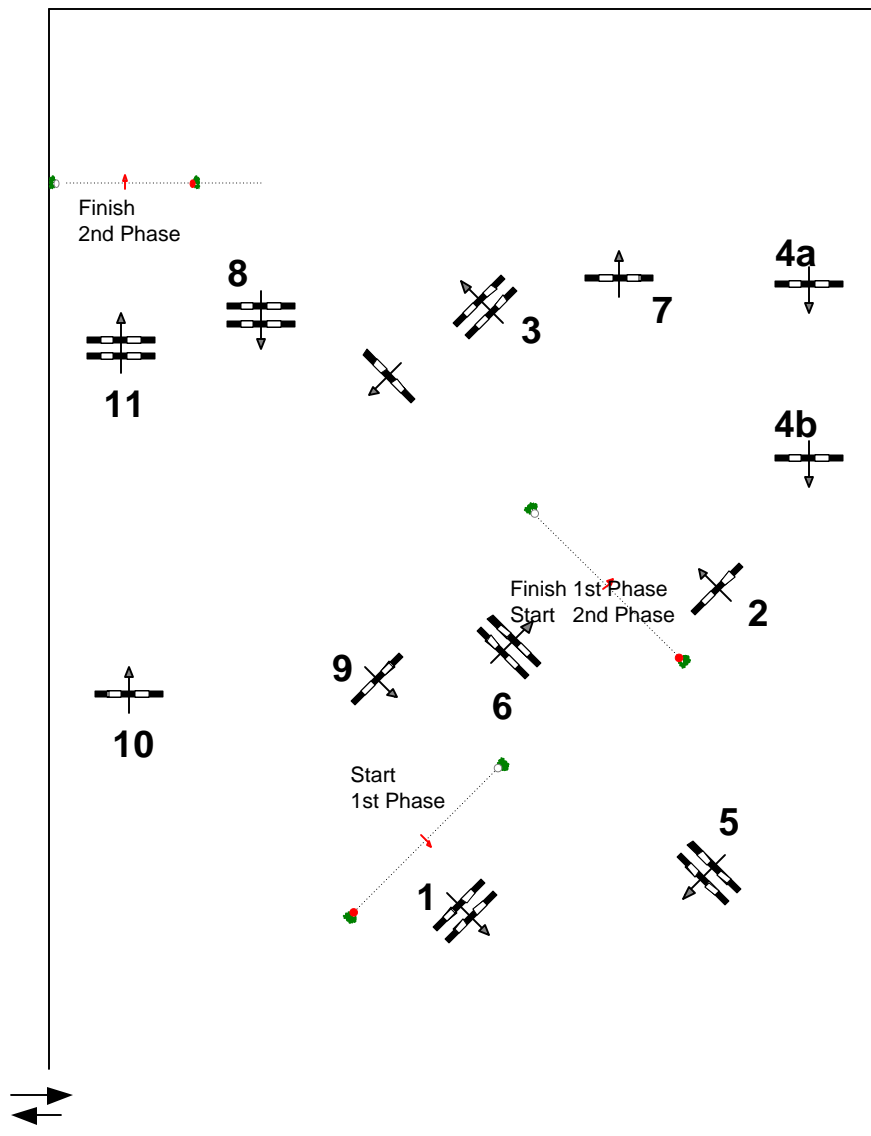 Finish
2nd Phase
8
4a
3
7
11
4b
Finish 1st Phase
Start 2nd Phase
2
9
6
10
Start
1st Phase
5
1